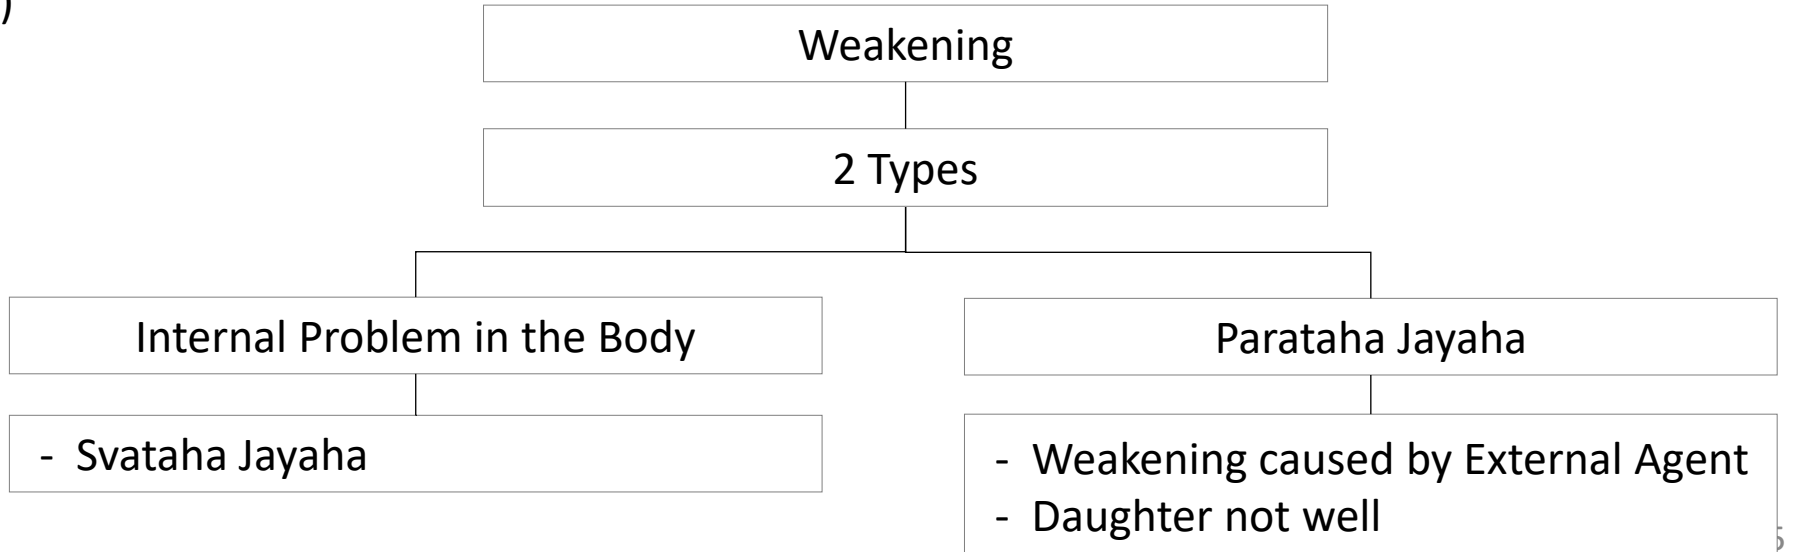 )
Weakening
2 Types
Internal Problem in the Body
Parataha Jayaha
- Svataha Jayaha
- Weakening caused by External Agent
- Daughter not well
5